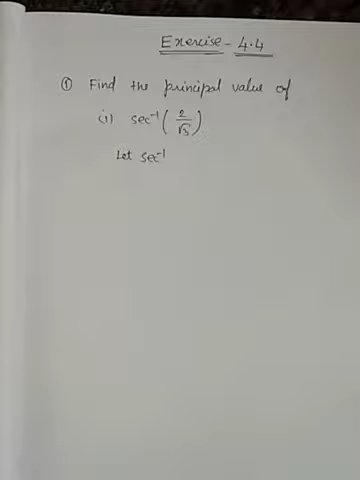 Exercise - 4.4
① Find the principal value of
(i) sec⁻¹ (2/√3)
Let sec⁻¹